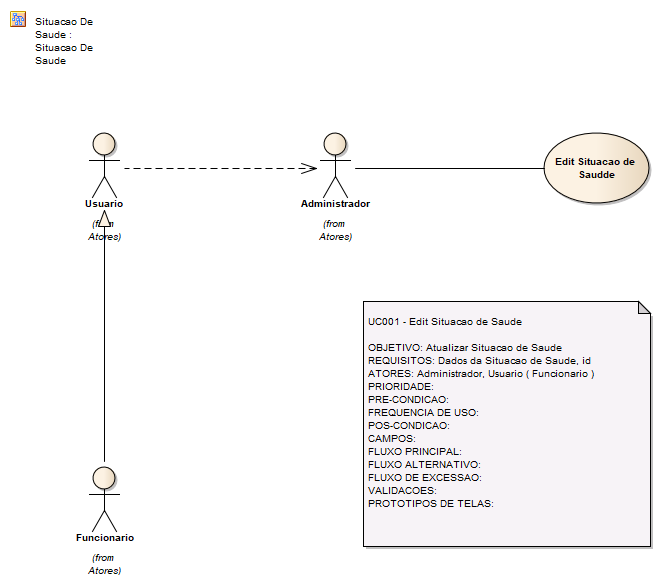 Situacao De
Saude :
Situacao De
Saude
Edit Situacao de
Saudde
Usuario
(from
Atores)
Administrador
(from
Atores)
UC001 - Edit Situacao de Saude
OBJETIVO: Atualizar Situacao de Saude
REQUISITOS: Dados da Situacao de Saude, id
ATORES: Administrador, Usuario ( Funcionario )
PRIORIDADE:
PRE-CONDICAO:
FREQUENCIA DE USO:
POS-CONDICAO:
CAMPOS:
FLUXO PRINCIPAL:
FLUXO ALTERNATIVO:
FLUXO DE EXCESSAO:
VALIDACOES:
PROTOTIPOS DE TELAS:
Funcionario
(from
Atores)